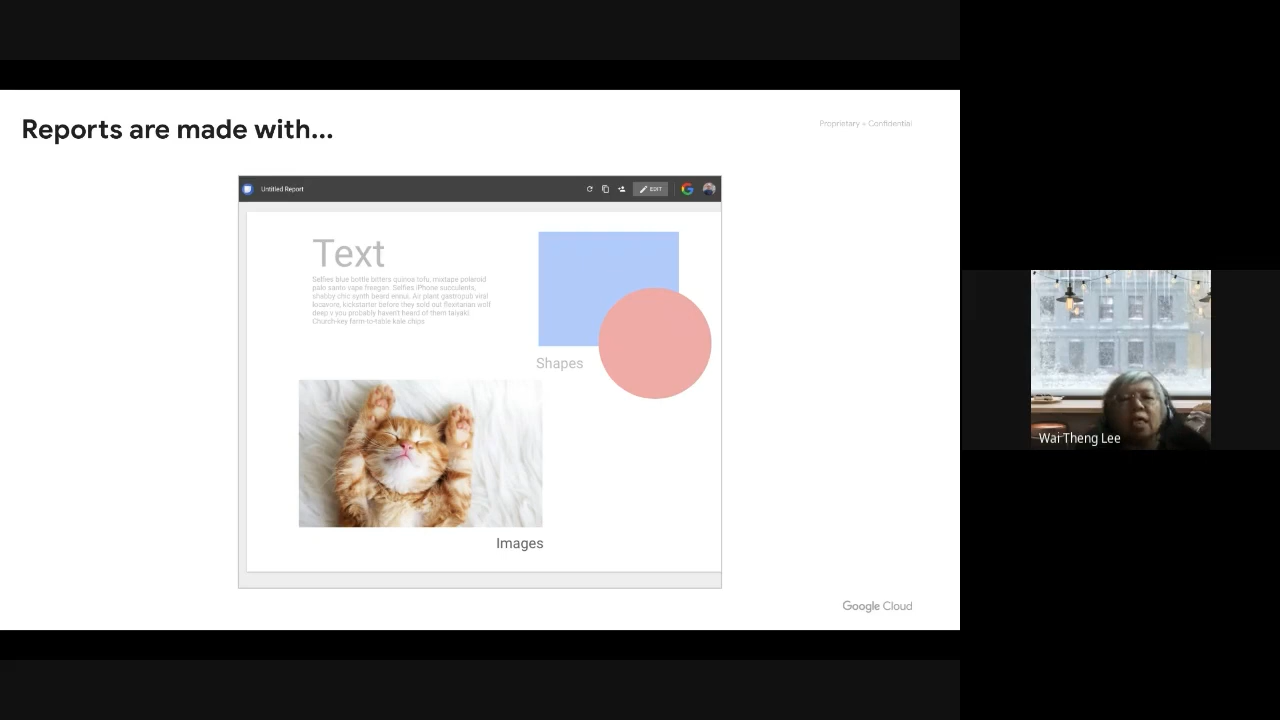 Reports are made with...
Proprietary + Confidential
Untitled Report
EDIT
Text
Selfies blue bottle bitters quinoa tofu, mixtape polaroid
palo santo vape freegan. Selfies iPhone succulents,
shabby chic synth beard ennui. Air plant gastropub viral
locavore, kickstarter before they sold out flexitarian wolf
deep v you probably haven't heard of them taiyaki.
Church-key farm-to-table kale chips
Shapes
Images
Google Cloud
Wai Theng Lee